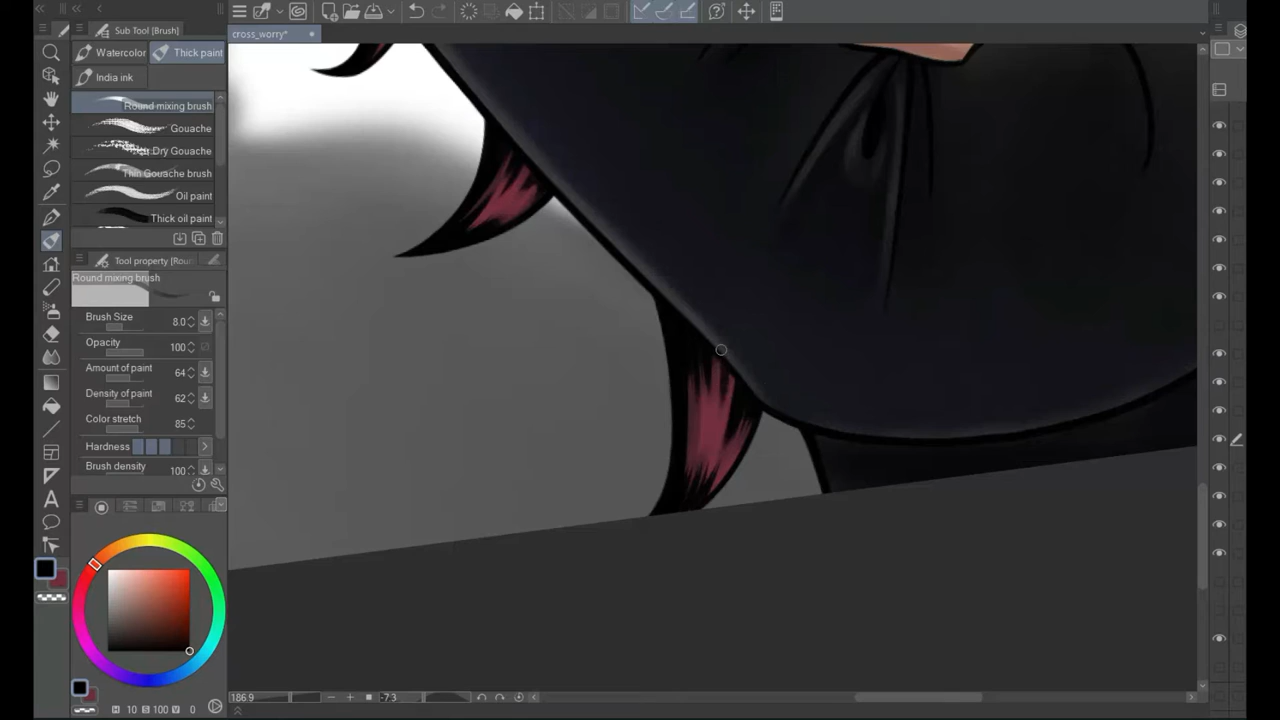 Sub Tool [Brush]
Watercolor
Thick paint
India ink
crross_worry*
Round mixing brush
Gouache
Dry Gouache
Thin Gouache brush
Oil paint
Thick oil paint
Tool property [Rou
Round mixing brush
Brush Size 8.0
Opacity 100
Amount of paint 64
Density of paint 62
Color stretch 85
Hardness
Brush density 100
H 10 S 100 V 0
186.9
-7.3